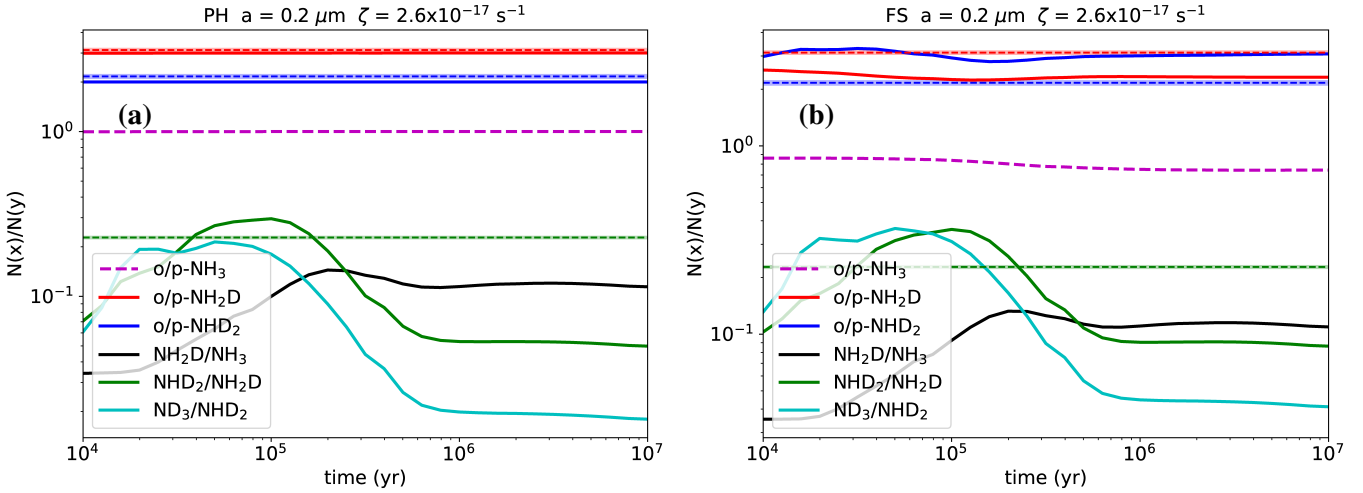 PH a = 0.2 μm ζ = 2.6x10⁻¹⁷ s⁻¹
(a)
N(x)/N(y)
10⁰
10⁻¹
o/p-NH₃
o/p-NH₂D
o/p-NHD₂
NH₂D/NH₃
NHD₂/NH₂D
ND₃/NHD₂
10⁴ 10⁵ 10⁶ 10⁷
time (yr)
FS a = 0.2 μm ζ = 2.6x10⁻¹⁷ s⁻¹
(b)
N(x)/N(y)
10⁰
10⁻¹
o/p-NH₃
o/p-NH₂D
o/p-NHD₂
NH₂D/NH₃
NHD₂/NH₂D
ND₃/NHD₂
10⁴ 10⁵ 10⁶ 10⁷
time (yr)